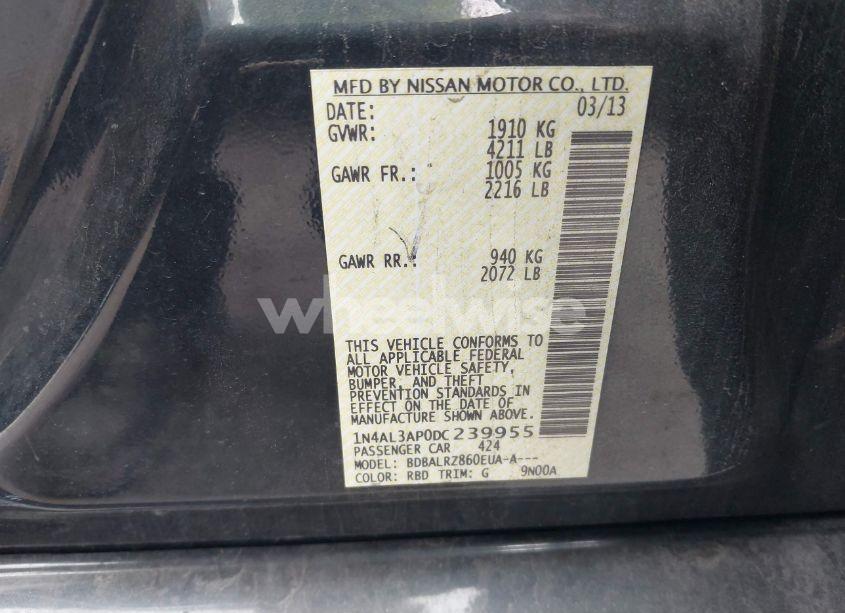 MFD BY NISSAN MOTOR CO., LTD.
DATE: 03/13
GVWR: 1910 KG
4211 LB
GAWR FR.: 1005 KG
2216 LB
GAWR RR.: 940 KG
2072 LB
wheelwise
THIS VEHICLE CONFORMS TO
ALL APPLICABLE FEDERAL
MOTOR VEHICLE SAFETY,
BUMPER, AND THEFT
PREVENTION STANDARDS IN
EFFECT ON THE DATE OF
MANUFACTURE SHOWN ABOVE.
1N4AL3AP0DC239955
PASSENGER CAR 424
MODEL: BDBALRZ860EUA-A---
COLOR: RBD TRIM: G 9N00A